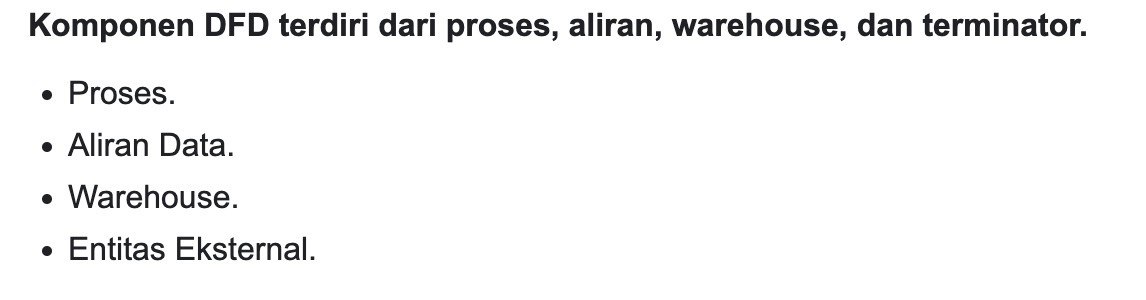 Komponen DFD terdiri dari proses, aliran, warehouse, dan terminator.
• Proses.
• Aliran Data.
• Warehouse.
• Entitas Eksternal.